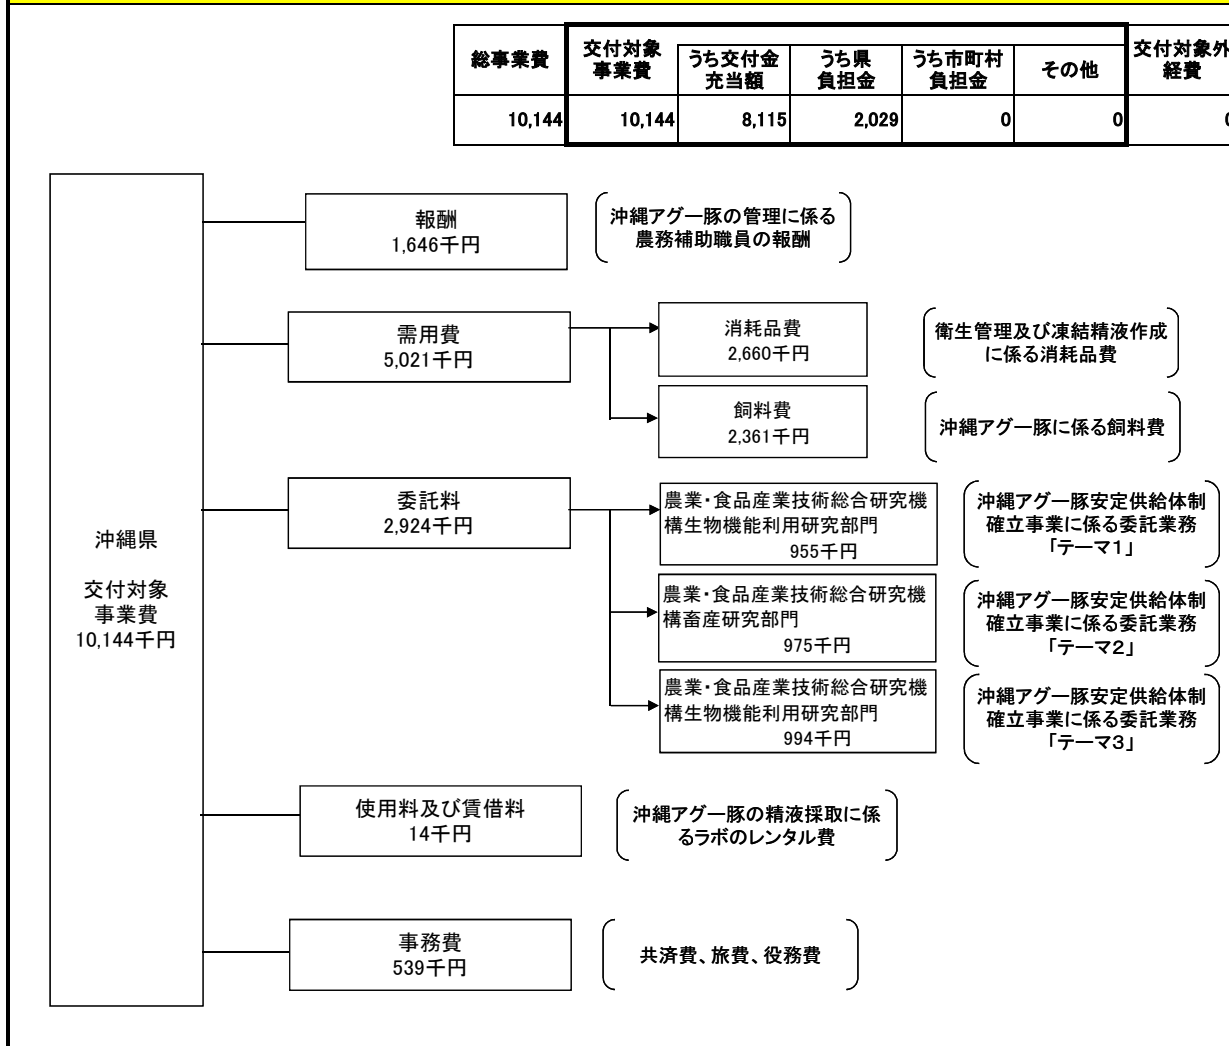 総事業費
交付対象
事業費
うち交付金
充当額
うち県
負担金
うち市町村
負担金
その他
交付対象外
経費
10,144
10,144
8,115
2,029
0
0
0
沖縄県
交付対象
事業費
10,144千円
報酬
1,646千円
沖縄アグー豚の管理に係る
農務補助職員の報酬
需用費
5,021千円
消耗品費
2,660千円
衛生管理及び凍結精液作成
に係る消耗品費
飼料費
2,361千円
沖縄アグー豚に係る飼料費
委託料
2,924千円
農業・食品産業技術総合研究機
構生物機能利用研究部門
955千円
沖縄アグー豚安定供給体制
確立事業に係る委託業務
「テーマ1」
農業・食品産業技術総合研究機
構畜産研究部門
975千円
沖縄アグー豚安定供給体制
確立事業に係る委託業務
「テーマ2」
農業・食品産業技術総合研究機
構生物機能利用研究部門
994千円
沖縄アグー豚安定供給体制
確立事業に係る委託業務
「テーマ3」
使用料及び賃借料
14千円
沖縄アグー豚の精液採取に係
るラボのレンタル費
事務費
539千円
共済費、旅費、役務費